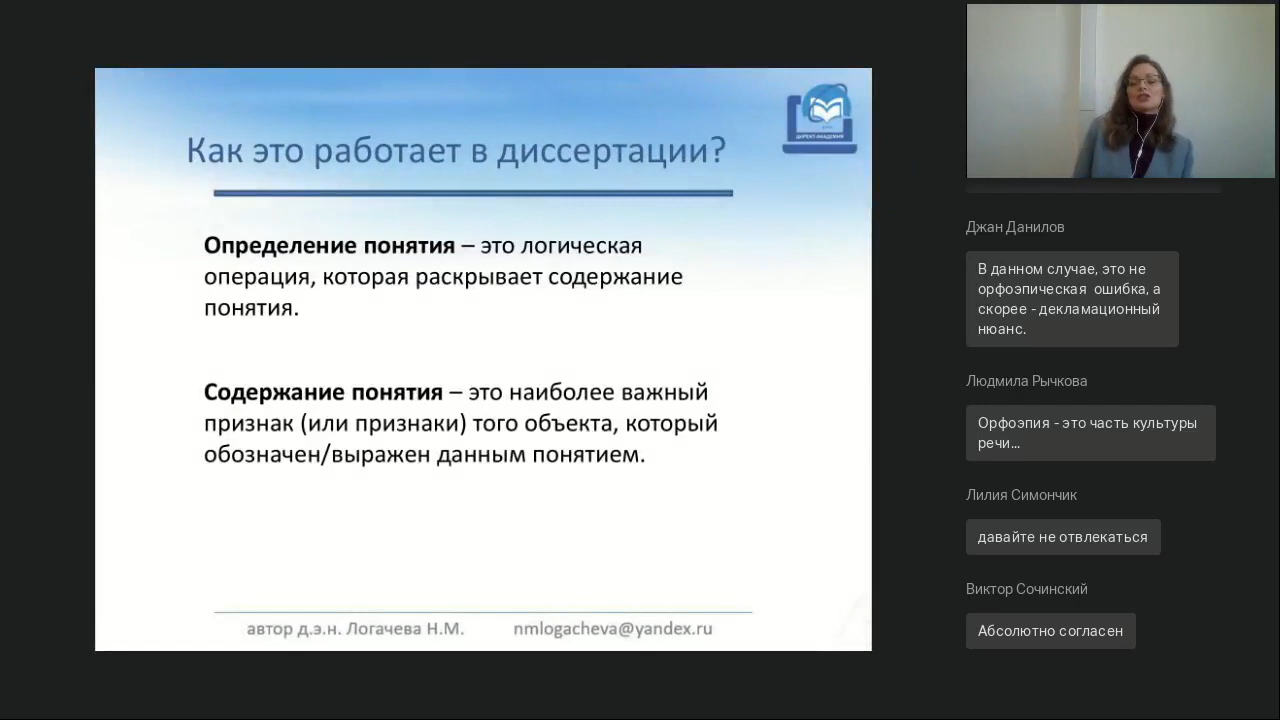 ДИРЕКТ-АКАДЕМИЯ
Как это работает в диссертации?
Определение понятия – это логическая
операция, которая раскрывает содержание
понятия.
Содержание понятия – это наиболее важный
признак (или признаки) того объекта, который
обозначен/выражен данным понятием.
автор д.э.н. Логачева Н.М. nmlogacheva@yandex.ru
Джан Данилов
В данном случае, это не
орфоэпическая ошибка, а
скорее - декламационный
нюанс.
Людмила Рычкова
Орфоэпия - это часть культуры
речи...
Лилия Симончик
давайте не отвлекаться
Виктор Сочинский
Абсолютно согласен